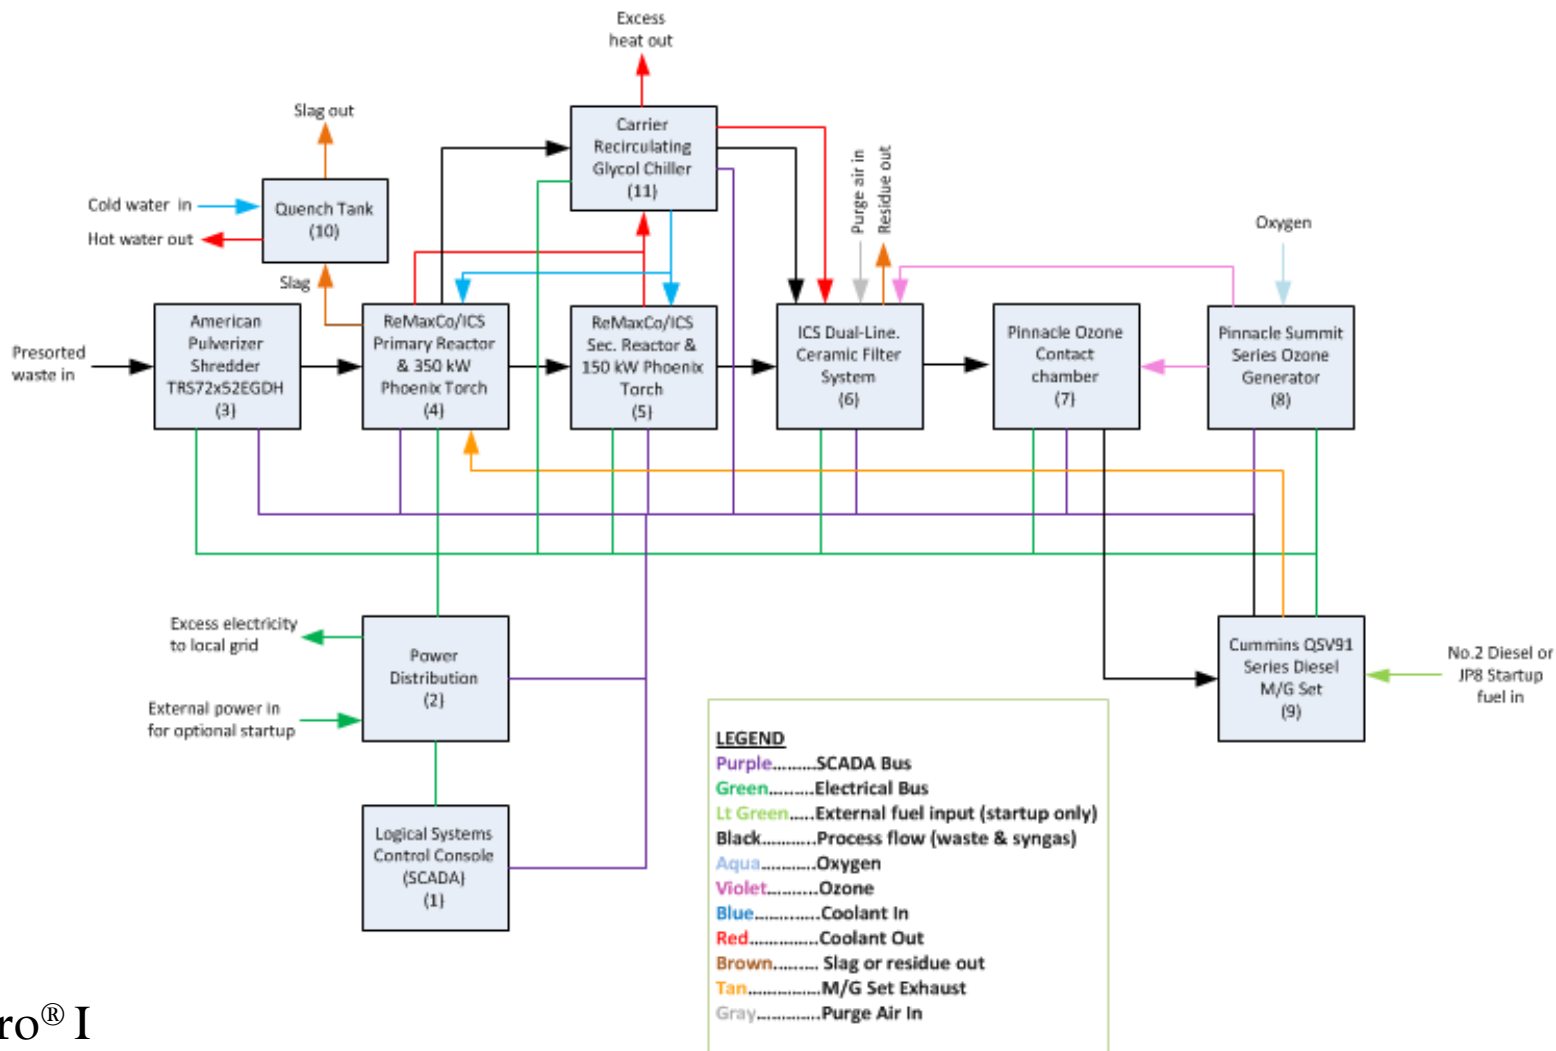 Excess
heat out
Slag out
Carrier
Recirculating
Glycol Chiller
(11)
Purge air in
Residue out
Cold water in
Hot water out
Quench Tank
(10)
Oxygen
Slag
Presorted
waste in
American
Pulverizer
Shredder
TRS72x52EGDH
(3)
ReMaxCo/ICS
Primary Reactor
& 350 kW
Phoenix Torch
(4)
ReMaxCo/ICS
Sec. Reactor &
150 kW Phoenix
Torch
(5)
ICS Dual-Line.
Ceramic Filter
System
(6)
Pinnacle Ozone
Contact
chamber
(7)
Pinnacle Summit
Series Ozone
Generator
(8)
Excess electricity
to local grid
External power in
for optional startup
Power
Distribution
(2)
Cummins QSV91
Series Diesel
M/G Set
(9)
No.2 Diesel or
JP8 Startup
fuel in
Logical Systems
Control Console
(SCADA)
(1)
LEGEND
Purple.........SCADA Bus
Green.........Electrical Bus
Lt Green.....External fuel input (startup only)
Black...........Process flow (waste & syngas)
Aqua...........Oxygen
Violet..........Ozone
Blue.............Coolant In
Red..............Coolant Out
Brown......... Slag or residue out
Tan..............M/G Set Exhaust
Gray............Purge Air In
ro® I